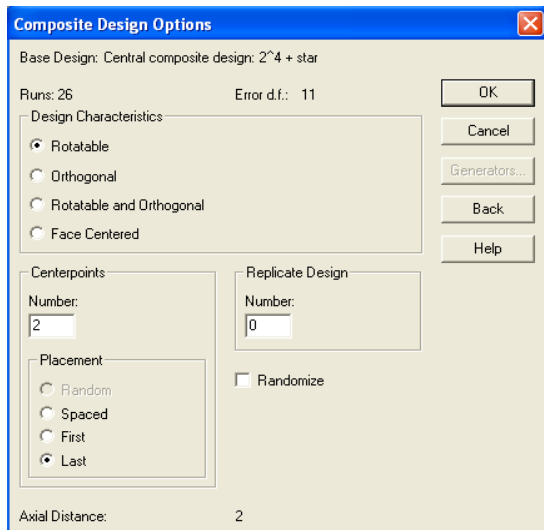 Composite Design Options
Base Design: Central composite design: 2^4 + star
Runs: 26 Error d.f.: 11
Design Characteristics
Rotatable
Orthogonal
Rotatable and Orthogonal
Face Centered
OK
Cancel
Generators...
Back
Help
Centerpoints
Number:
2
Placement
Random
Spaced
First
Last
Replicate Design
Number:
0
Randomize
Axial Distance: 2